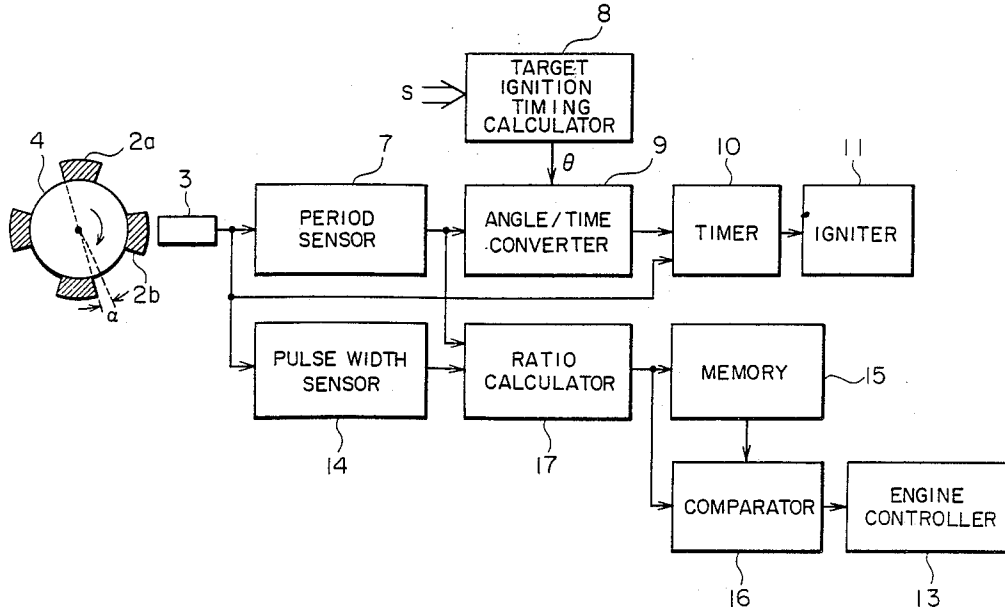 8
TARGET
IGNITION
TIMING
CALCULATOR
S
θ
4
2a
3
7
9
10
11
PERIOD
SENSOR
ANGLE/TIME
CONVERTER
TIMER
IGNITER
2b
α
PULSE WIDTH
SENSOR
RATIO
CALCULATOR
MEMORY
15
14
17
COMPARATOR
ENGINE
CONTROLLER
16
13